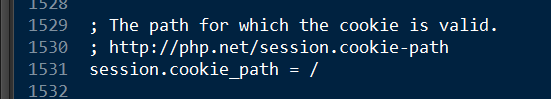 1528
1529 ; The path for which the cookie is valid.
1530 ; http://php.net/session.cookie-path
1531 session.cookie_path = /
1532